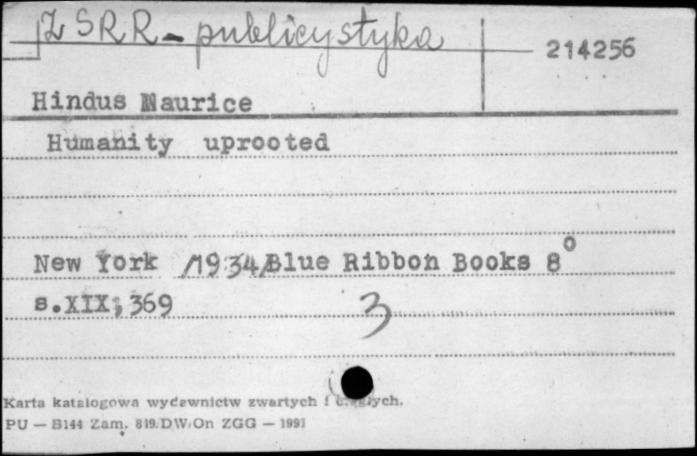 ZSRR - publicystyka
214256
Hindus Maurice
Humanity uprooted
New York /1934/Blue Ribbon Books 8°
s.XIX, 369
3
Karta katalogowa wydawnictw zwartych i ciągłych.
PU — B144 Zam. 819/DW/On ZGG — 1991